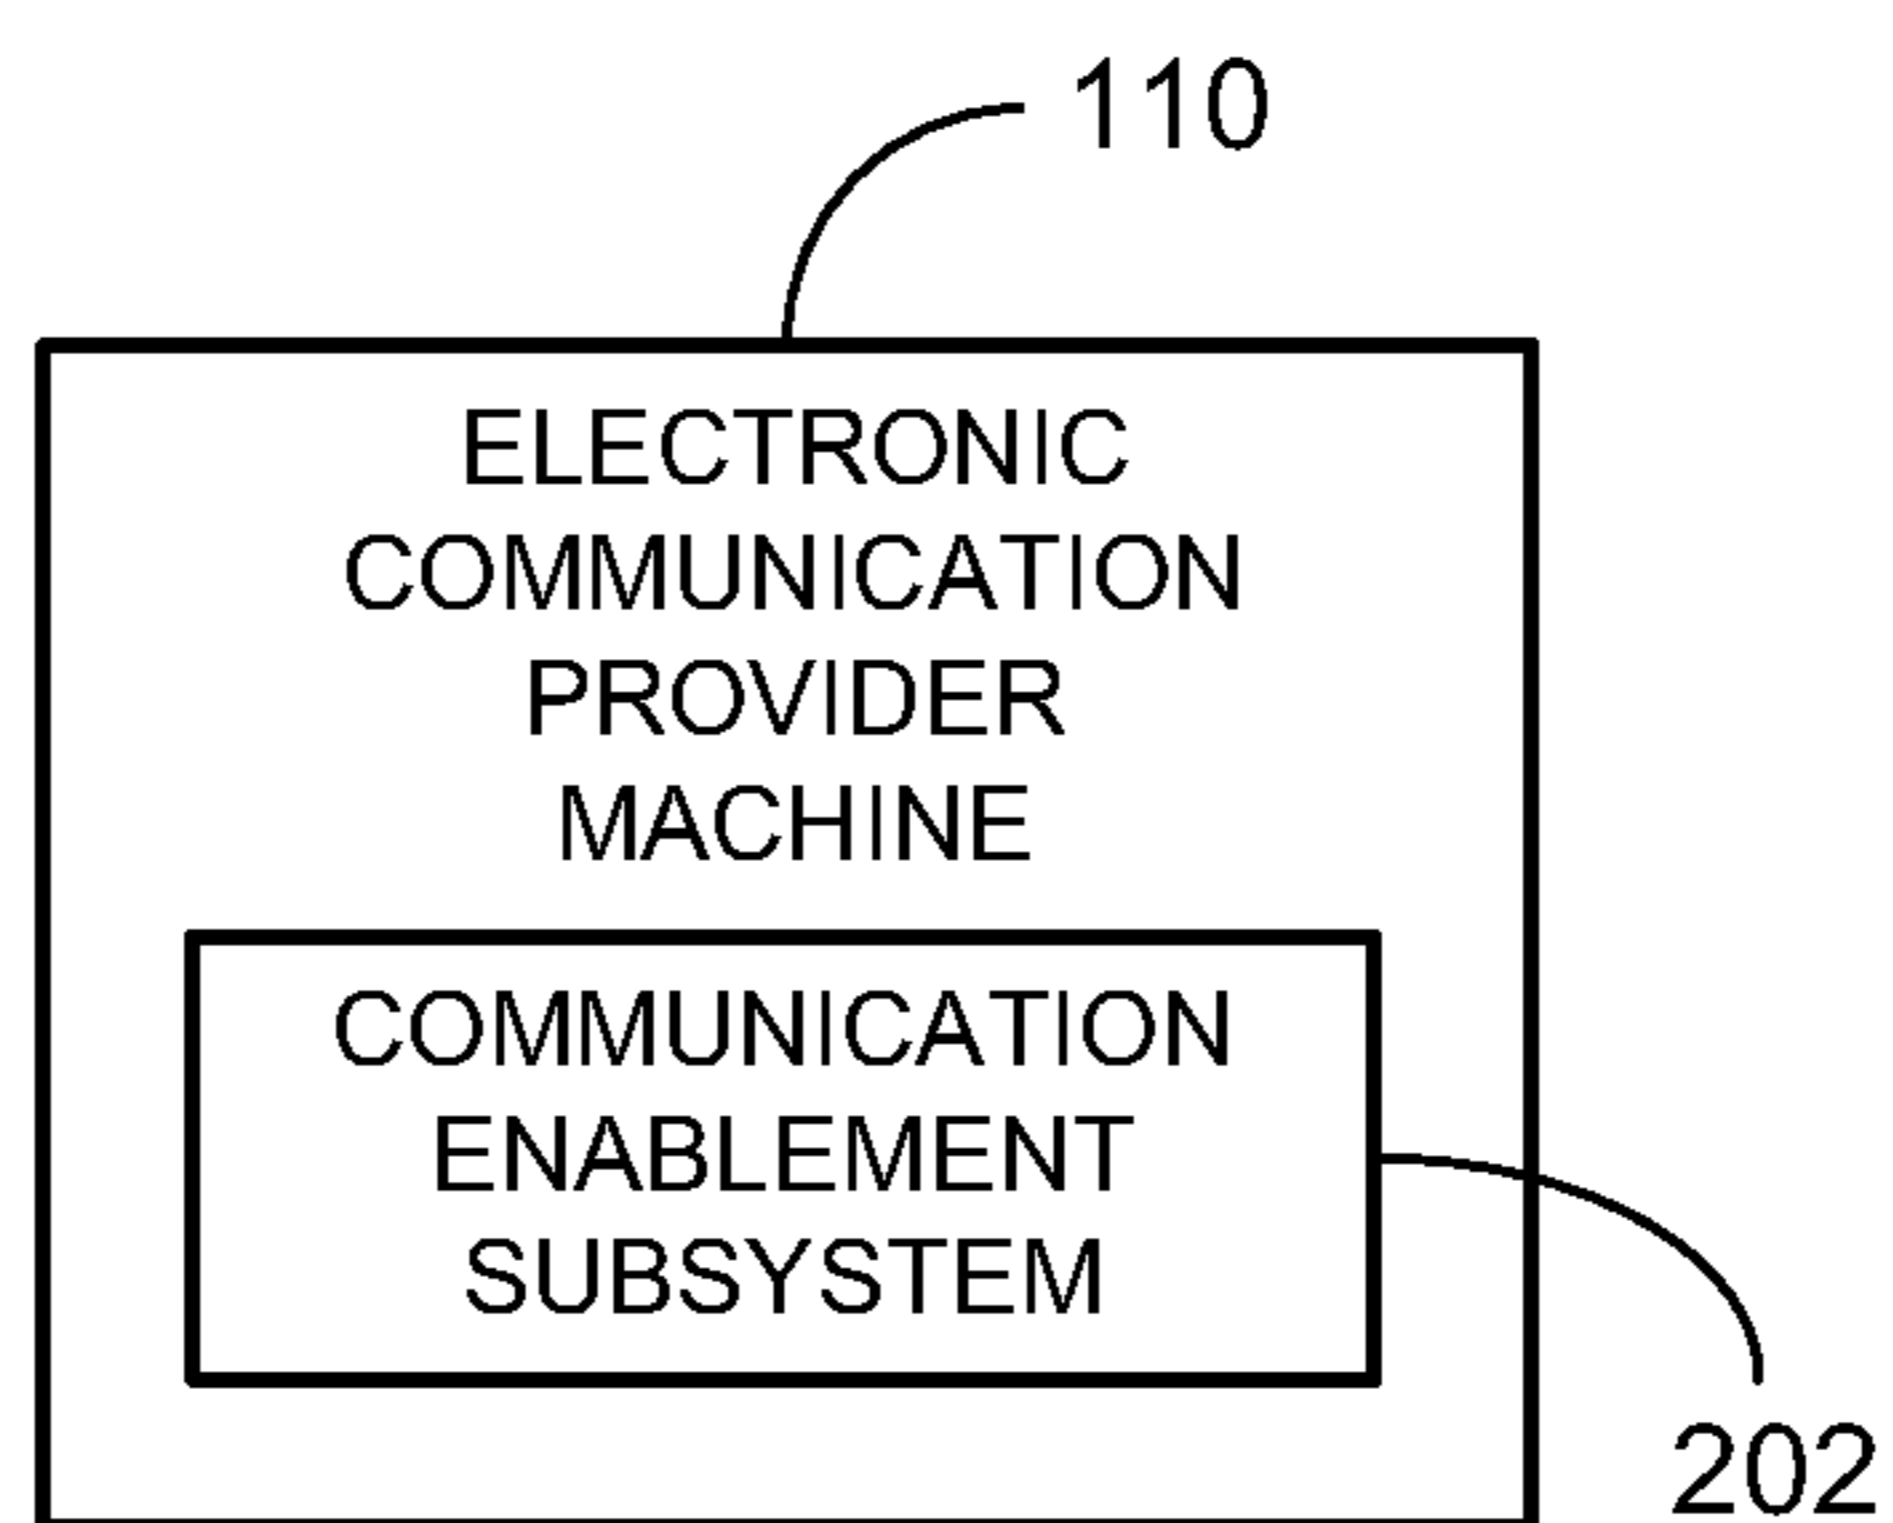 110
ELECTRONIC
COMMUNICATION
PROVIDER
MACHINE
COMMUNICATION
ENABLEMENT
SUBSYSTEM
202